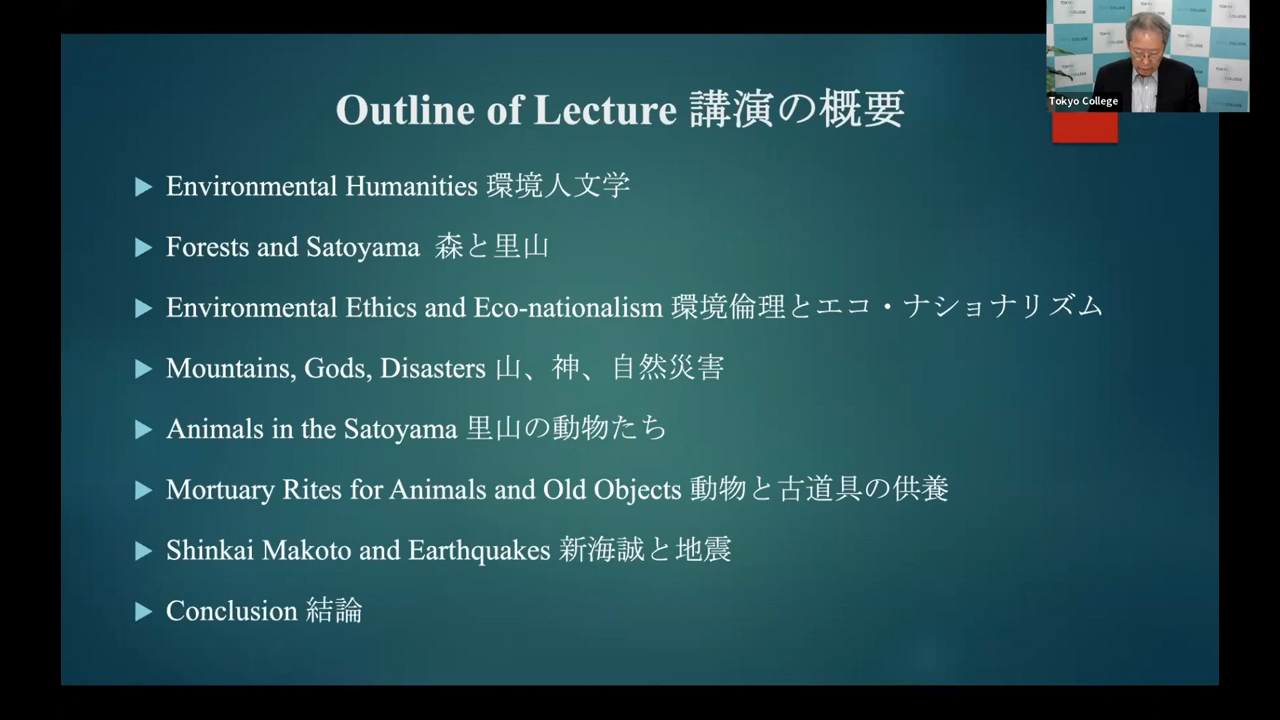 Outline of Lecture 講演の概要
Environmental Humanities 環境人文学
Forests and Satoyama 森と里山
Environmental Ethics and Eco-nationalism 環境倫理とエコ・ナショナリズム
Mountains, Gods, Disasters 山、神、自然災害
Animals in the Satoyama 里山の動物たち
Mortuary Rites for Animals and Old Objects 動物と古道具の供養
Shinkai Makoto and Earthquakes 新海誠と地震
Conclusion 結論
Tokyo College